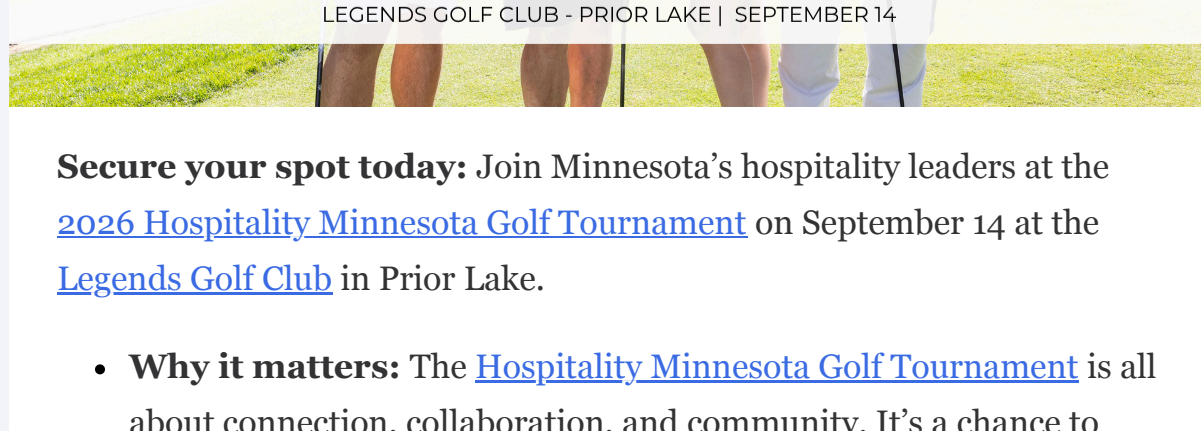 LEGENDS GOLF CLUB - PRIOR LAKE | SEPTEMBER 14
Secure your spot today: Join Minnesota’s hospitality leaders at the
2026 Hospitality Minnesota Golf Tournament on September 14 at the
Legends Golf Club in Prior Lake.
• Why it matters: The Hospitality Minnesota Golf Tournament is all
about connection, collaboration, and community. It’s a chance to